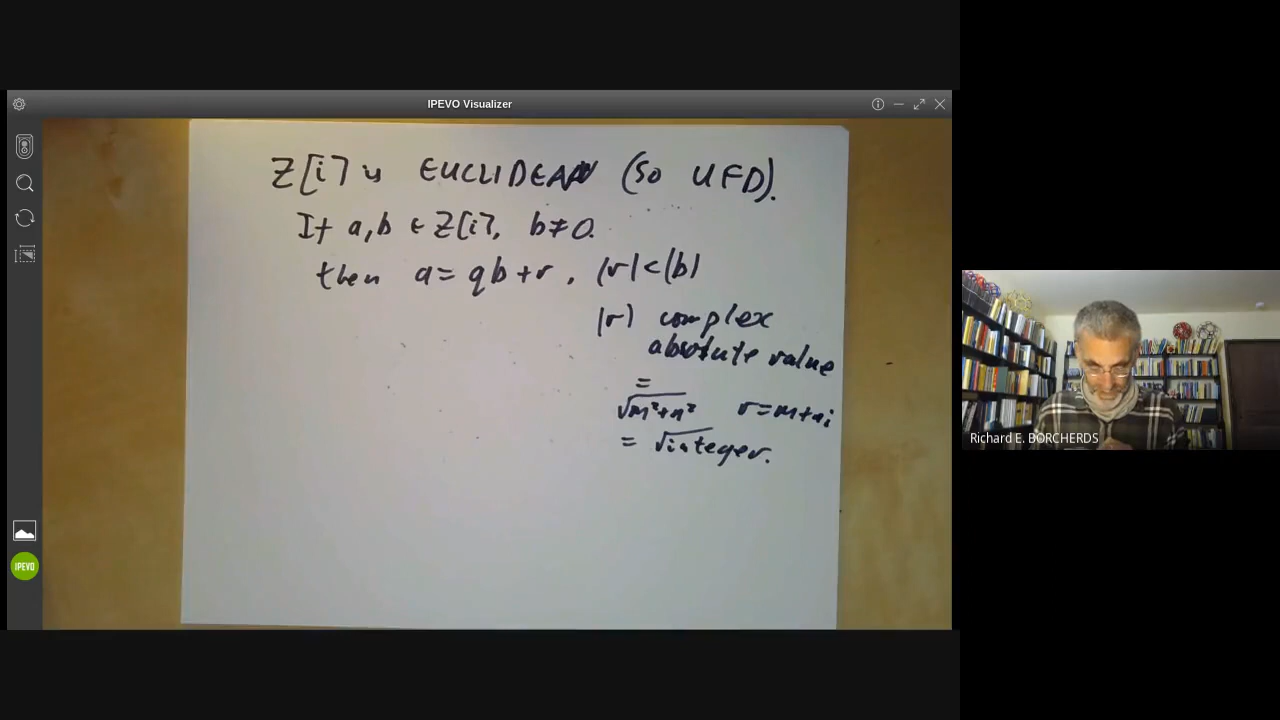 IPEVO Visualizer
Z[i] is EUCLIDEAN (SO UFD).
If a,b ∈ Z[i], b≠0.
then a = qb+r, |r|<|b|
|r| complex
absolute value
=
√m²+n² r=m+ni
= √integer.
IPEVO
Richard E. BORCHERDS